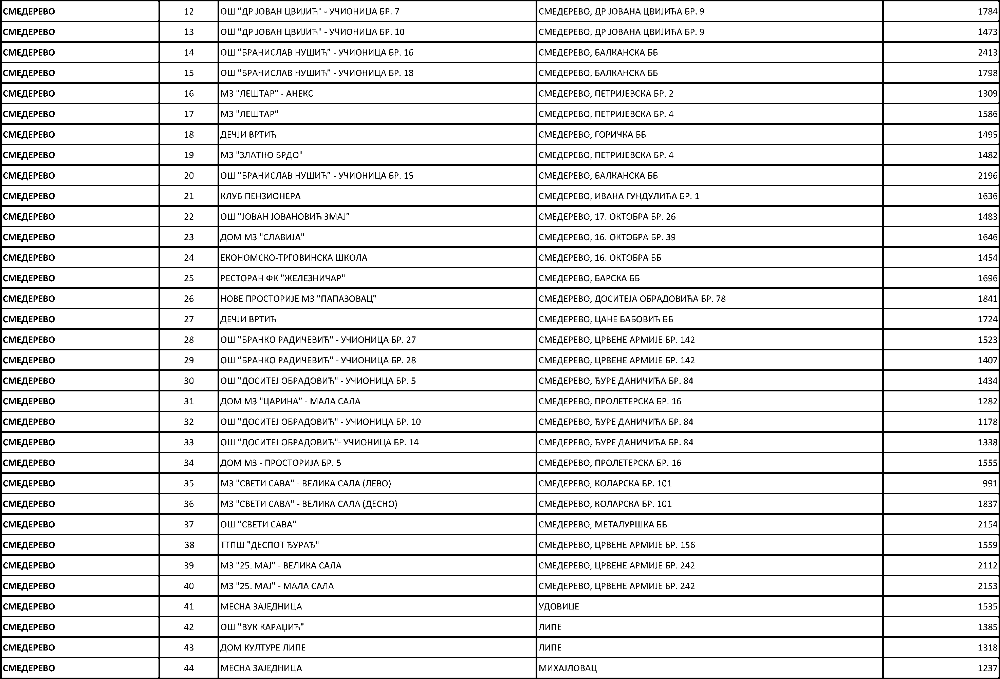 СМЕДЕРЕВО 12 ОШ "ДР ЈОВАН ЦВИЈИЋ" - УЧИОНИЦА БР. 7 СМЕДЕРЕВО, ДР ЈОВАНА ЦВИЈИЋА БР. 9 1784
СМЕДЕРЕВО 13 ОШ "ДР ЈОВАН ЦВИЈИЋ" - УЧИОНИЦА БР. 10 СМЕДЕРЕВО, ДР ЈОВАНА ЦВИЈИЋА БР. 9 1473
СМЕДЕРЕВО 14 ОШ "БРАНИСЛАВ НУШИЋ" - УЧИОНИЦА БР. 16 СМЕДЕРЕВО, БАЛКАНСКА ББ 2413
СМЕДЕРЕВО 15 ОШ "БРАНИСЛАВ НУШИЋ" - УЧИОНИЦА БР. 18 СМЕДЕРЕВО, БАЛКАНСКА ББ 1798
СМЕДЕРЕВО 16 МЗ "ЛЕШТАР" - АНЕКС СМЕДЕРЕВО, ПЕТРИЈЕВСКА БР. 2 1309
СМЕДЕРЕВО 17 МЗ "ЛЕШТАР" СМЕДЕРЕВО, ПЕТРИЈЕВСКА БР. 4 1586
СМЕДЕРЕВО 18 ДЕЧЈИ ВРТИЋ СМЕДЕРЕВО, ГОРИЧКА ББ 1495
СМЕДЕРЕВО 19 МЗ "ЗЛАТНО БРДО" СМЕДЕРЕВО, ПЕТРИЈЕВСКА БР. 4 1482
СМЕДЕРЕВО 20 ОШ "БРАНИСЛАВ НУШИЋ" - УЧИОНИЦА БР. 15 СМЕДЕРЕВО, БАЛКАНСКА ББ 2196
СМЕДЕРЕВО 21 КЛУБ ПЕНЗИОНЕРА СМЕДЕРЕВО, ИВАНА ГУНДУЛИЋА БР. 1 1636
СМЕДЕРЕВО 22 ОШ "ЈОВАН ЈОВАНОВИЋ ЗМАЈ" СМЕДЕРЕВО, 17. ОКТОБРА БР. 26 1483
СМЕДЕРЕВО 23 ДОМ МЗ "СЛАВИЈА" СМЕДЕРЕВО, 16. ОКТОБРА БР. 39 1646
СМЕДЕРЕВО 24 ЕКОНОМСКО-ТРГОВИНСКА ШКОЛА СМЕДЕРЕВО, 16. ОКТОБРА ББ 1454
СМЕДЕРЕВО 25 РЕСТОРАН ФК "ЖЕЛЕЗНИЧАР" СМЕДЕРЕВО, БАРСКА ББ 1696
СМЕДЕРЕВО 26 НОВЕ ПРОСТОРИЈЕ МЗ "ПАПАЗОВАЦ" СМЕДЕРЕВО, ДОСИТЕЈА ОБРАДОВИЋА БР. 78 1841
СМЕДЕРЕВО 27 ДЕЧЈИ ВРТИЋ СМЕДЕРЕВО, ЦАНЕ БАБОВИЋ ББ 1724
СМЕДЕРЕВО 28 ОШ "БРАНКО РАДИЧЕВИЋ" - УЧИОНИЦА БР. 27 СМЕДЕРЕВО, ЦРВЕНЕ АРМИЈЕ БР. 142 1523
СМЕДЕРЕВО 29 ОШ "БРАНКО РАДИЧЕВИЋ" - УЧИОНИЦА БР. 28 СМЕДЕРЕВО, ЦРВЕНЕ АРМИЈЕ БР. 142 1407
СМЕДЕРЕВО 30 ОШ "ДОСИТЕЈ ОБРАДОВИЋ" - УЧИОНИЦА БР. 5 СМЕДЕРЕВО, ЂУРЕ ДАНИЧИЋА БР. 84 1434
СМЕДЕРЕВО 31 ДОМ МЗ "ЦАРИНА" - МАЛА САЛА СМЕДЕРЕВО, ПРОЛЕТЕРСКА БР. 16 1282
СМЕДЕРЕВО 32 ОШ "ДОСИТЕЈ ОБРАДОВИЋ" - УЧИОНИЦА БР. 10 СМЕДЕРЕВО, ЂУРЕ ДАНИЧИЋА БР. 84 1178
СМЕДЕРЕВО 33 ОШ "ДОСИТЕЈ ОБРАДОВИЋ"- УЧИОНИЦА БР. 14 СМЕДЕРЕВО, ЂУРЕ ДАНИЧИЋА БР. 84 1338
СМЕДЕРЕВО 34 ДОМ МЗ - ПРОСТОРИЈА БР. 5 СМЕДЕРЕВО, ПРОЛЕТЕРСКА БР. 16 1555
СМЕДЕРЕВО 35 МЗ "СВЕТИ САВА" - ВЕЛИКА САЛА (ЛЕВО) СМЕДЕРЕВО, КОЛАРСКА БР. 101 991
СМЕДЕРЕВО 36 МЗ "СВЕТИ САВА" - ВЕЛИКА САЛА (ДЕСНО) СМЕДЕРЕВО, КОЛАРСКА БР. 101 1837
СМЕДЕРЕВО 37 ОШ "СВЕТИ САВА" СМЕДЕРЕВО, МЕТАЛУРШКА ББ 2154
СМЕДЕРЕВО 38 ТТПШ "ДЕСПОТ ЂУРАЂ" СМЕДЕРЕВО, ЦРВЕНЕ АРМИЈЕ БР. 156 1559
СМЕДЕРЕВО 39 МЗ "25. МАЈ" - ВЕЛИКА САЛА СМЕДЕРЕВО, ЦРВЕНЕ АРМИЈЕ БР. 242 2112
СМЕДЕРЕВО 40 МЗ "25. МАЈ" - МАЛА САЛА СМЕДЕРЕВО, ЦРВЕНЕ АРМИЈЕ БР. 242 2153
СМЕДЕРЕВО 41 МЕСНА ЗАЈЕДНИЦА УДОВИЦЕ 1535
СМЕДЕРЕВО 42 ОШ "ВУК КАРАЏИЋ" ЛИПЕ 1385
СМЕДЕРЕВО 43 ДОМ КУЛТУРЕ ЛИПЕ ЛИПЕ 1318
СМЕДЕРЕВО 44 МЕСНА ЗАЈЕДНИЦА МИХАЈЛОВАЦ 1237